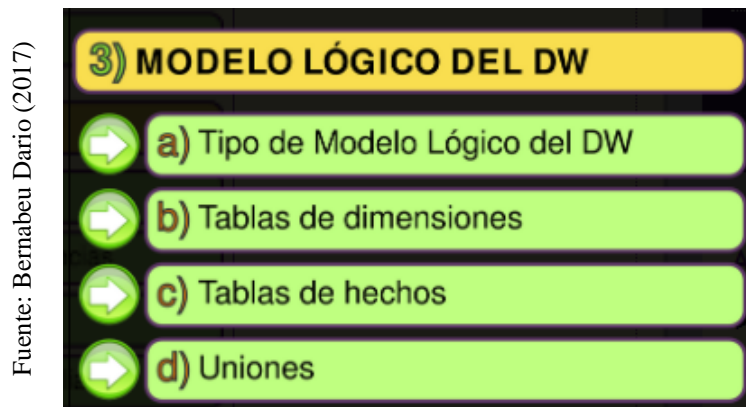 Fuente: Bernabeu Dario (2017)
3) MODELO LÓGICO DEL DW
a) Tipo de Modelo Lógico del DW
b) Tablas de dimensiones
c) Tablas de hechos
d) Uniones